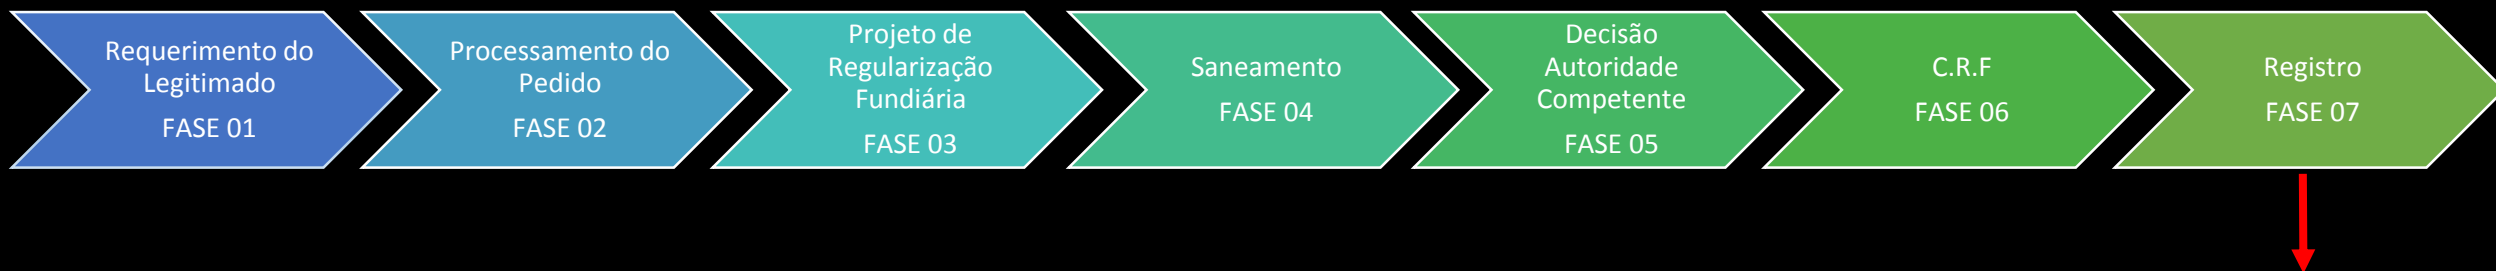 Requerimento do
Legitimado
FASE 01
Processamento do
Pedido
FASE 02
Projeto de
Regularização
Fundiária
FASE 03
Saneamento
FASE 04
Decisão
Autoridade
Competente
FASE 05
C.R.F
FASE 06
Registro
FASE 07